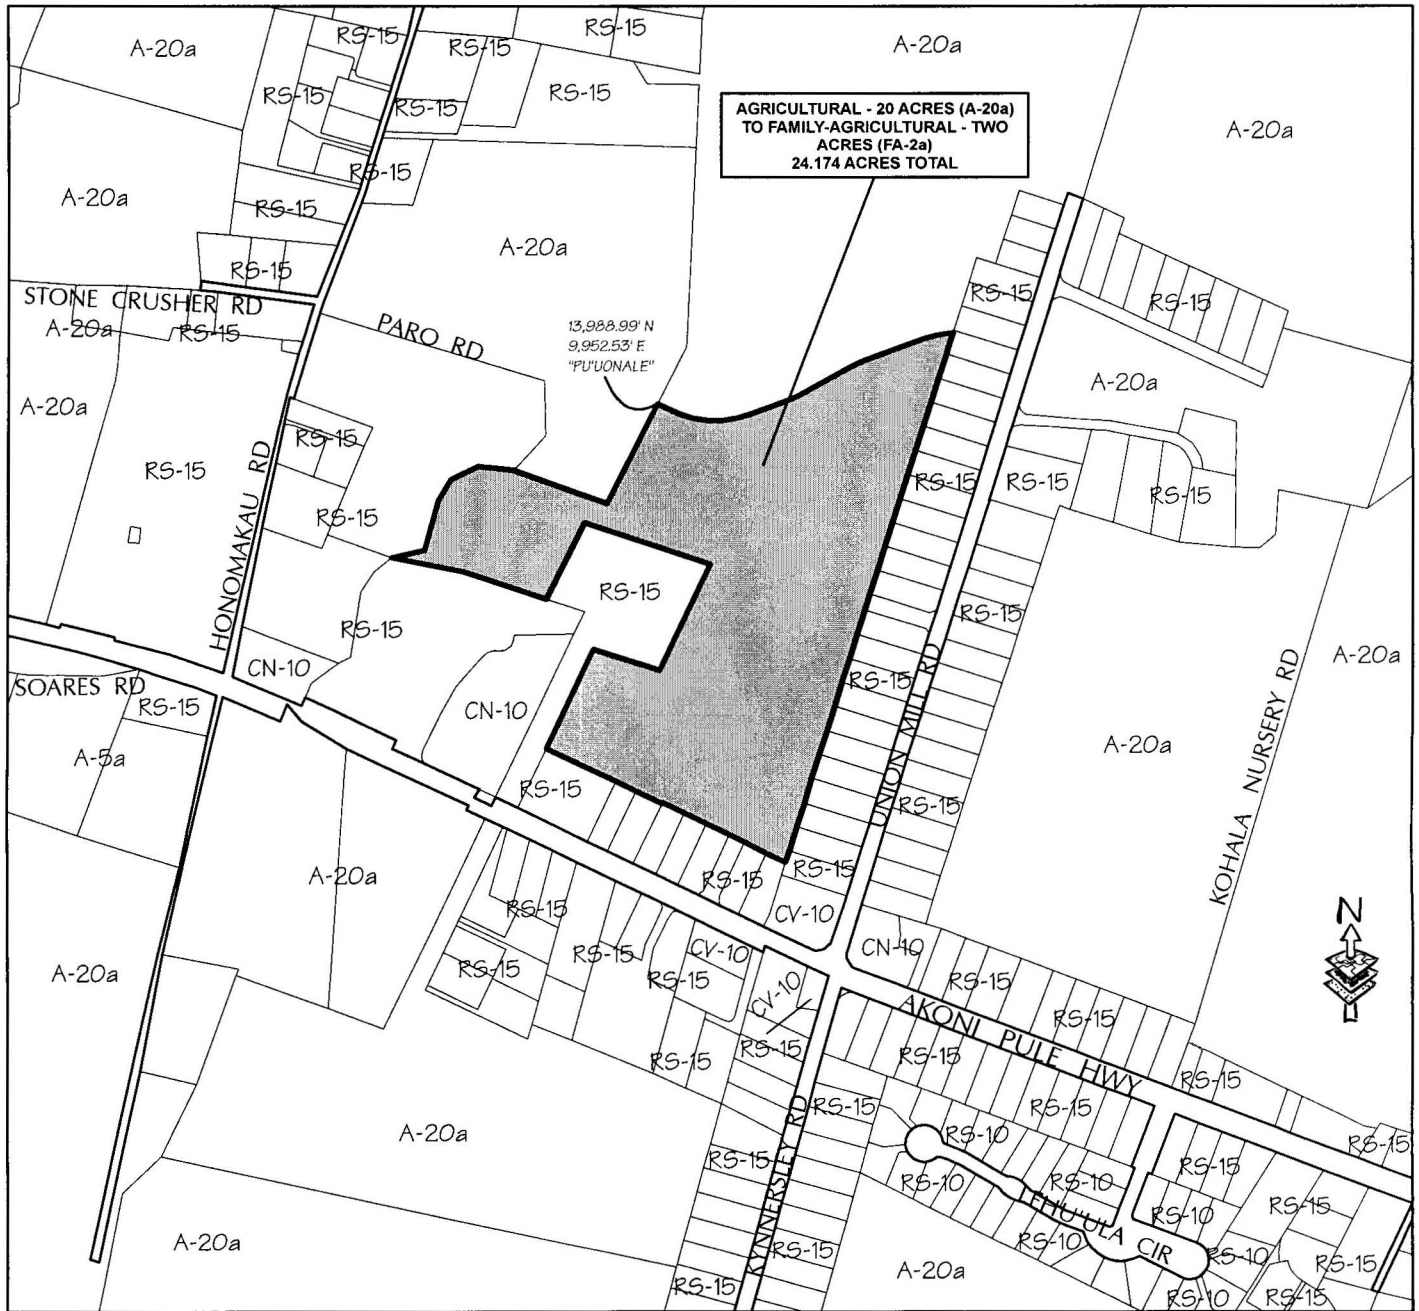 A-20a
RS-15
RS-15
RS-15
A-20a
RS-15
RS-15
RS-15
AGRICULTURAL - 20 ACRES (A-20a)
TO FAMILY-AGRICULTURAL - TWO
ACRES (FA-2a)
24.174 ACRES TOTAL
A-20a
RS-15
A-20a
RS-15
A-20a
RS-15
STONE CRUSHER RD
A-20a
RS-15
PARO RD
13,988.99' N
9,952.53' E
"PU'UONALE"
RS-15
RS-15
A-20a
A-20a
RS-15
RS-15
RS-15
RS-15
RS-15
RS-15
HONOMAKAU RD
RS-15
RS-15
RS-15
CN-10
SOARES RD
RS-15
CN-10
RS-15
UNION MILL RD
A-20a
KOHALA NURSERY RD
A-20a
A-5a
RS-15
RS-15
A-20a
RS-15
RS-15
CV-10
RS-15
RS-15
CV-10
CN-10
N
A-20a
RS-15
RS-15
CV-10
RS-15
AKONI PULE HWY
RS-15
RS-15
RS-15
RS-15
RS-15
RS-15
RS-15
A-20a
KYNNERSLEY RD
RS-15
RS-10
RS-15
RS-15
RS-10
RS-10
LEHU'ULA CIR
RS-10
RS-15
A-20a
RS-15
RS-10
RS-10
RS-15
RS-15
A-20a
RS-10
RS-15